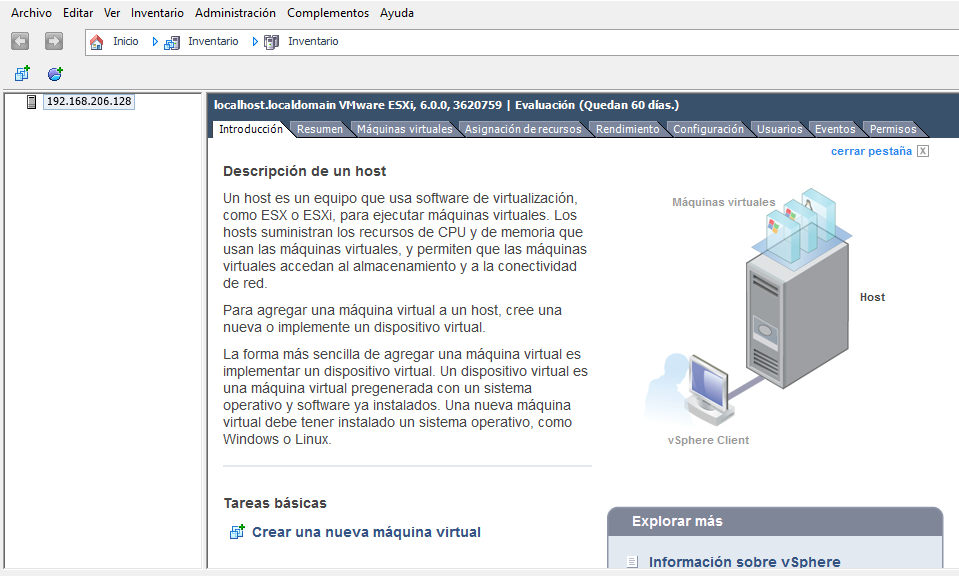 Archivo Editar Ver Inventario Administración Complementos Ayuda
Inicio Inventario Inventario
192.168.206.128
localhost.localdomain VMware ESXi, 6.0.0, 3620759 | Evaluación (Quedan 60 días.)
Introducción Resumen Máquinas virtuales Asignación de recursos Rendimiento Configuración Usuarios Eventos Permisos
cerrar pestaña X
Descripción de un host
Un host es un equipo que usa software de virtualización,
como ESX o ESXi, para ejecutar máquinas virtuales. Los
hosts suministran los recursos de CPU y de memoria que
usan las máquinas virtuales, y permiten que las máquinas
virtuales accedan al almacenamiento y a la conectividad
de red.
Para agregar una máquina virtual a un host, cree una
nueva o implemente un dispositivo virtual.
La forma más sencilla de agregar una máquina virtual es
implementar un dispositivo virtual. Un dispositivo virtual es
una máquina virtual pregenerada con un sistema
operativo y software ya instalados. Una nueva máquina
virtual debe tener instalado un sistema operativo, como
Windows o Linux.
Máquinas virtuales
Host
vSphere Client
Tareas básicas
Crear una nueva máquina virtual
Explorar más
Información sobre vSphere